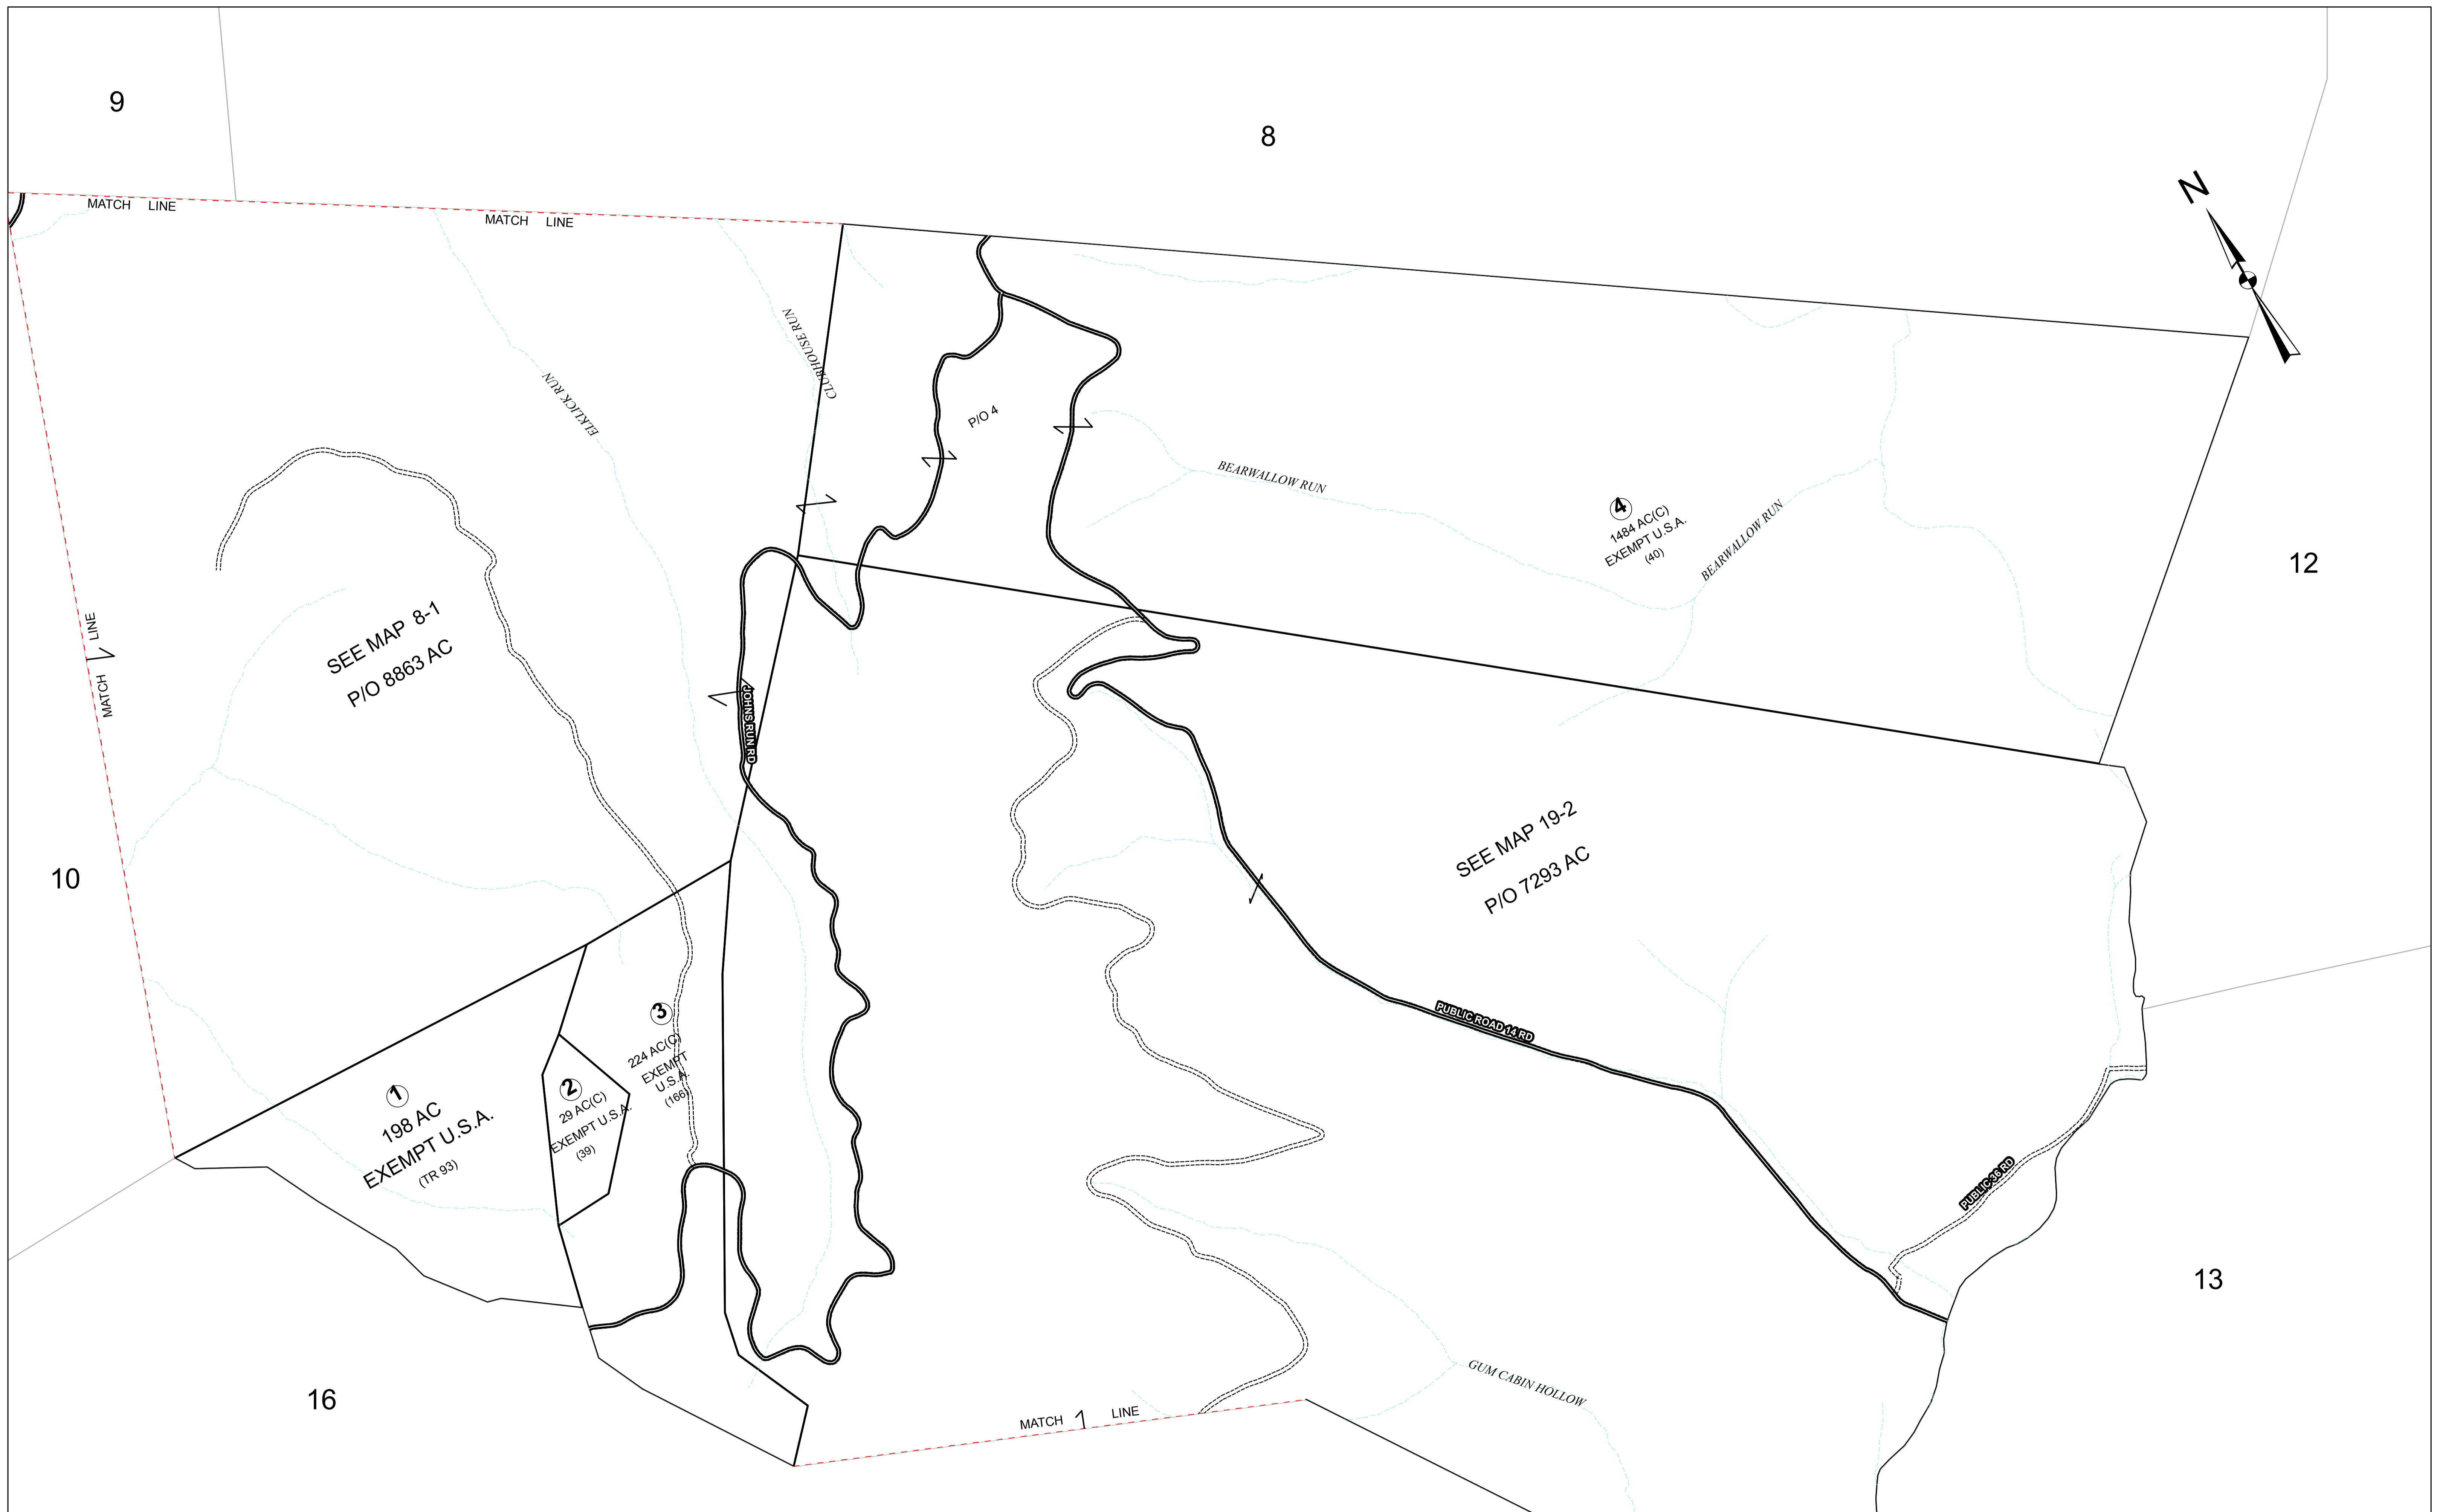 9
8
N
MATCH LINE
MATCH LINE
CLUBHOUSE RUN
ELKLICK RUN
P/O 4
BEARWALLOW RUN
4
1484 AC(C)
EXEMPT U.S.A.
(40)
BEARWALLOW RUN
12
MATCH LINE
SEE MAP 8-1
P/O 8863 AC
JOHNS RUN RD
SEE MAP 19-2
P/O 7293 AC
10
3
224 AC(C)
EXEMPT
U.S.A.
(166)
PUBLIC ROAD 14 RD
1
198 AC
EXEMPT U.S.A.
(TR 93)
2
29 AC(C)
EXEMPT U.S.A.
(39)
PUBLIC 36 RD
13
16
GUM CABIN HOLLOW
MATCH LINE